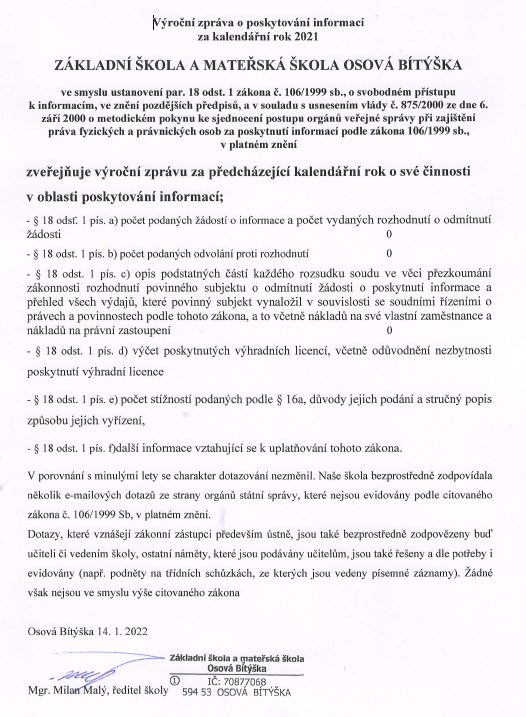 Výroční zpráva o poskytování informací
za kalendářní rok 2021
ZÁKLADNÍ ŠKOLA A MATEŘSKÁ ŠKOLA OSOVÁ BÍTÝŠKA
ve smyslu ustanovení par. 18 odst. 1 zákona č. 106/1999 sb., o svobodném přístupu
k informacím, ve znění pozdějších předpisů, a v souladu s usnesením vlády č. 875/2000 ze dne 6.
září 2000 o metodickém pokynu ke sjednocení postupu orgánů veřejné správy při zajištění
práva fyzických a právnických osob za poskytnutí informací podle zákona 106/1999 sb.,
v platném znění
zveřejňuje výroční zprávu za předcházející kalendářní rok o své činnosti
v oblasti poskytování informací;
- § 18 odst. 1 pís. a) počet podaných žádostí o informace a počet vydaných rozhodnutí o odmítnutí
žádosti 0
- § 18 odst. 1 pís. b) počet podaných odvolání proti rozhodnutí 0
- § 18 odst. 1 pís. c) opis podstatných částí každého rozsudku soudu ve věci přezkoumání
zákonnosti rozhodnutí povinného subjektu o odmítnutí žádosti o poskytnutí informace a
přehled všech výdajů, které povinný subjekt vynaložil v souvislosti se soudními řízeními o
právech a povinnostech podle tohoto zákona, a to včetně nákladů na své vlastní zaměstnance a
nákladů na právní zastoupení 0
- § 18 odst. 1 pís. d) výčet poskytnutých výhradních licencí, včetně odůvodnění nezbytnosti
poskytnutí výhradní licence
- § 18 odst. 1 pís. e) počet stížností podaných podle § 16a, důvody jejich podání a stručný popis
způsobu jejich vyřízení,
- § 18 odst. 1 pís. f)další informace vztahující se k uplatňování tohoto zákona.
V porovnání s minulými lety se charakter dotazování nezměnil. Naše škola bezprostředně zodpovídala
několik e-mailových dotazů ze strany orgánů státní správy, které nejsou evidovány podle citovaného
zákona č. 106/1999 Sb, v platném znění.
Dotazy, které vznášejí zákonní zástupci především ústně, jsou také bezprostředně zodpovězeny buď
učiteli či vedením školy, ostatní náměty, které jsou podávány učitelům, jsou také řešeny a dle potřeby i
evidovány (např. podněty na třídních schůzkách, ze kterých jsou vedeny písemné záznamy). Žádné
však nejsou ve smyslu výše citovaného zákona
Osová Bítýška 14. 1. 2022
Základní škola a mateřská škola
Osová Bítýška
① IČ: 70877068
Mgr. Milan Malý, ředitel školy 594 53 OSOVÁ BÍTÝŠKA